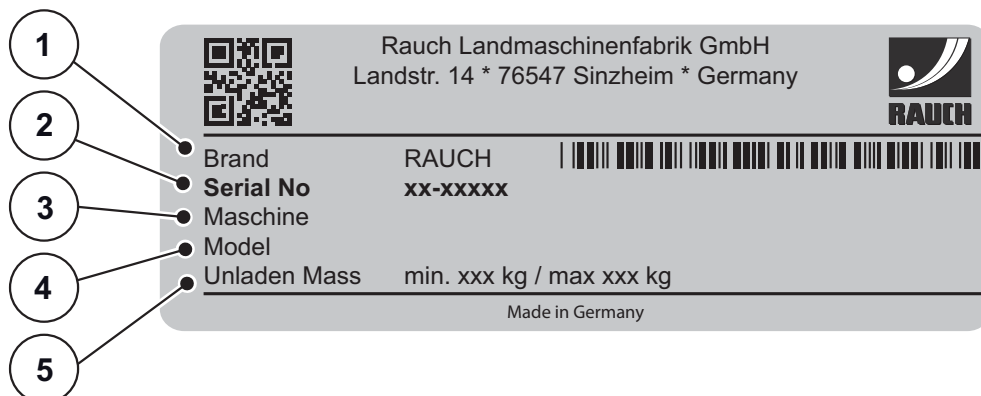 1
2
3
4
5
Rauch Landmaschinenfabrik GmbH
Landstr. 14 * 76547 Sinzheim * Germany
RAUCH
Brand RAUCH
Serial No xx-xxxxx
Maschine
Model
Unladen Mass min. xxx kg / max xxx kg
Made in Germany